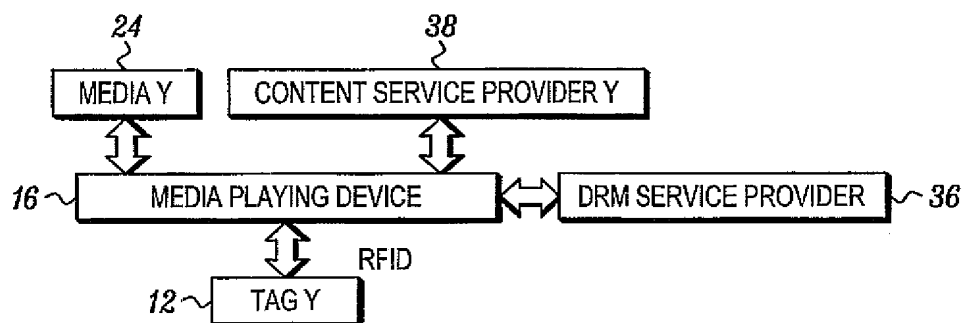 24
38
MEDIA Y
CONTENT SERVICE PROVIDER Y
16
MEDIA PLAYING DEVICE
DRM SERVICE PROVIDER
36
RFID
12
TAG Y